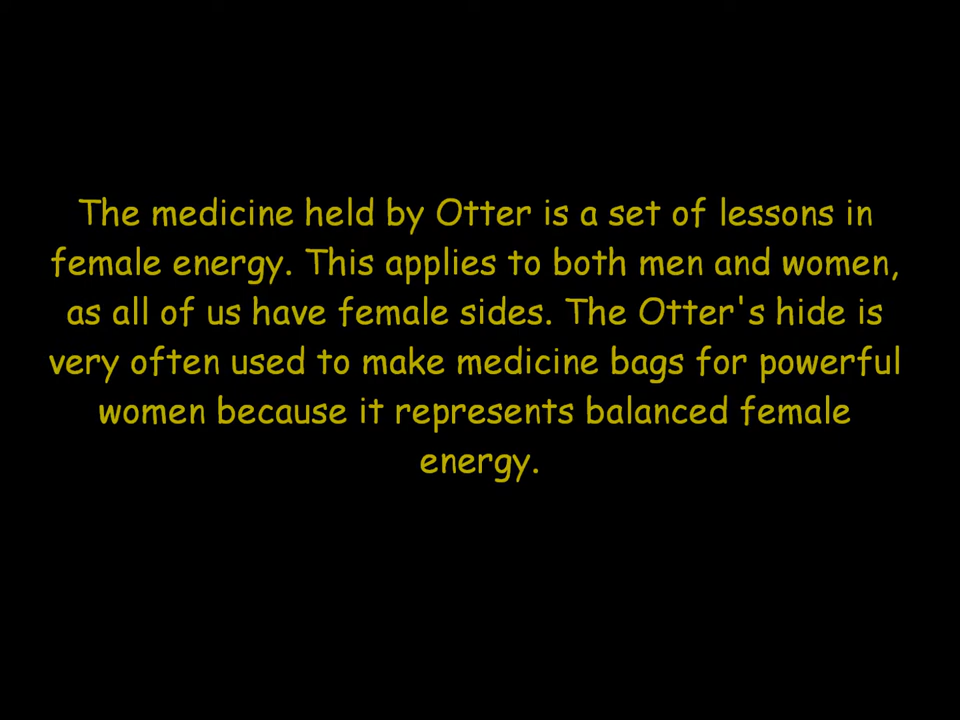 The medicine held by Otter is a set of lessons in
female energy. This applies to both men and women,
as all of us have female sides. The Otter's hide is
very often used to make medicine bags for powerful
women because it represents balanced female
energy.